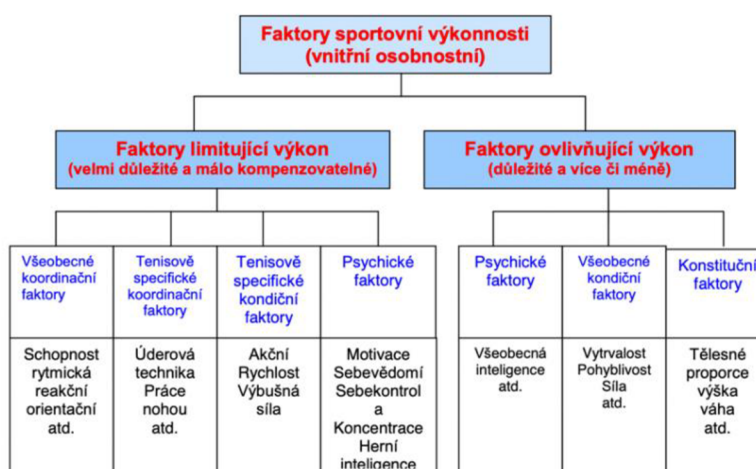 Faktory sportovní výkonnosti
(vnitřní osobnostní)
Faktory limitující výkon
(velmi důležité a málo kompenzovatelné)
Faktory ovlivňující výkon
(důležité a více či méně)
Všeobecné
koordinační
faktory
Tenisově
specifické
koordinační
faktory
Tenisově
specifické
kondiční
faktory
Psychické
faktory
Psychické
faktory
Všeobecné
kondiční
faktory
Konstituční
faktory
Schopnost
rytmická
reakční
orientační
atd.
Úderová
technika
Práce
nohou
atd.
Akční
Rychlost
Výbušná
síla
Motivace
Sebevědomí
Sebekontrol
a
Koncentrace
Herní
inteligence
Všeobecná
inteligence
atd.
Vytrvalost
Pohyblivost
Síla
atd.
Tělesné
proporce
výška
váha
atd.